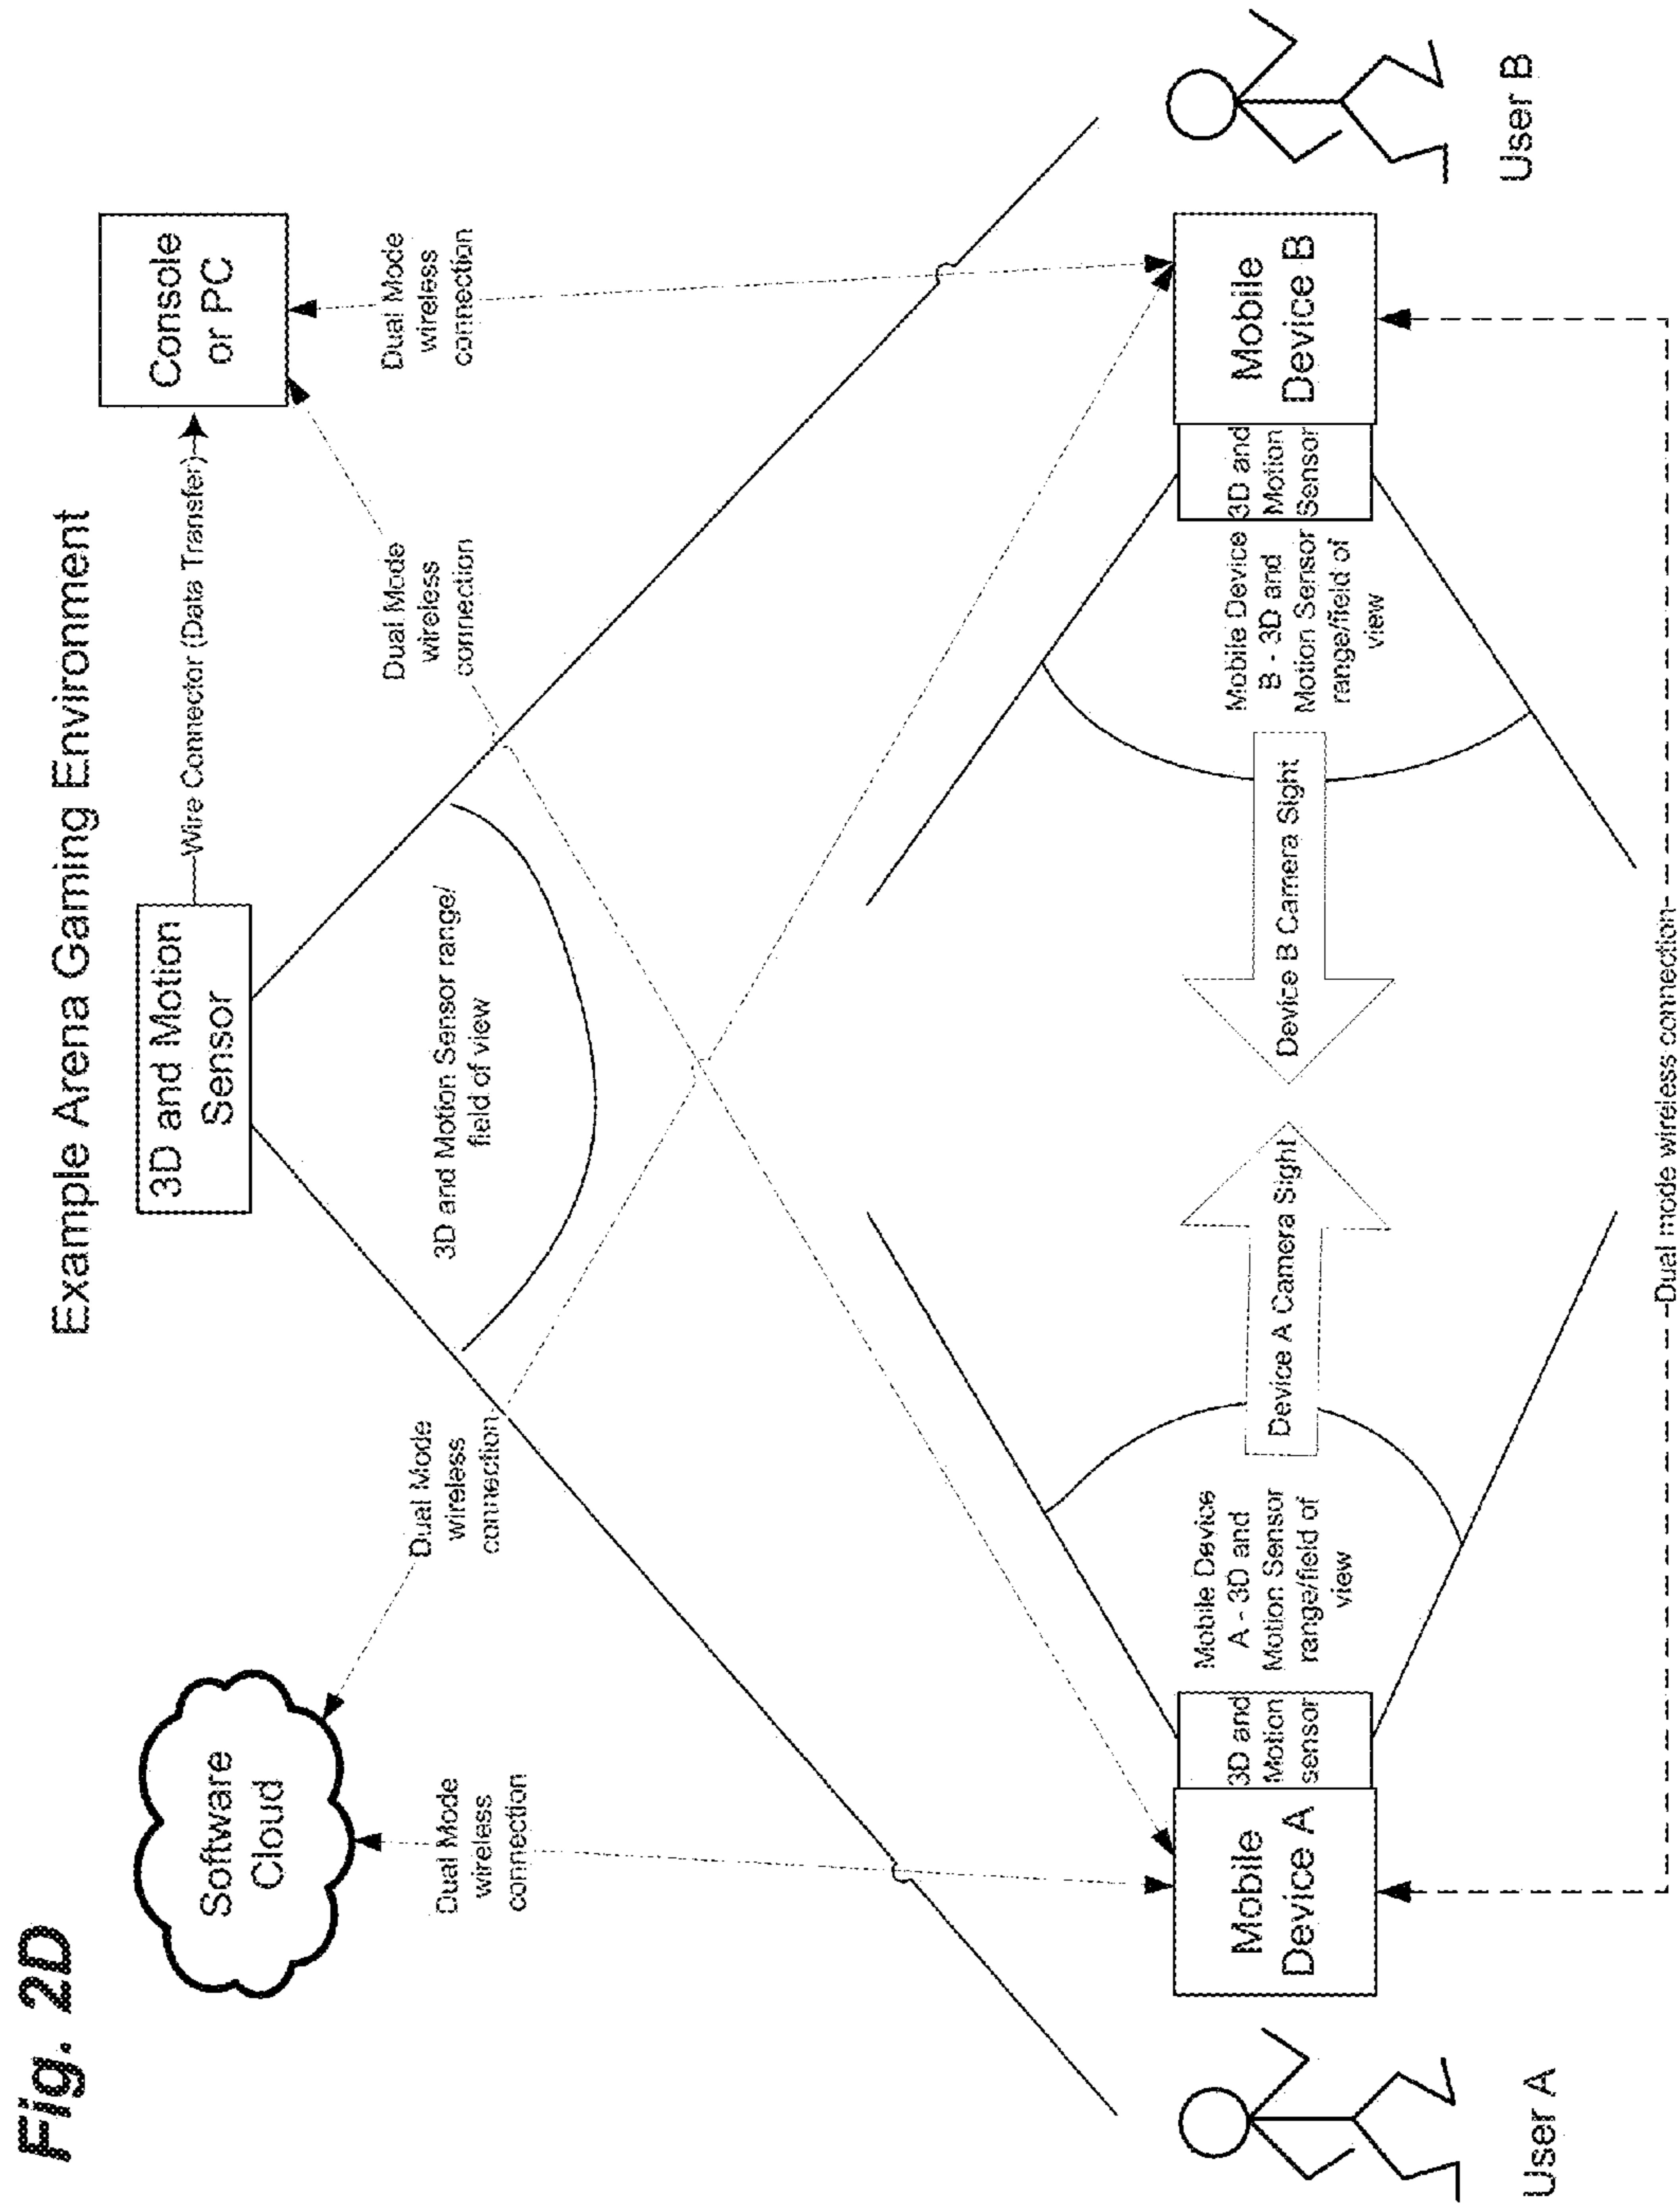 Fig. 2D
Example Arena Gaming Environment
Software
Cloud
3D and Motion
Sensor
Wire Connector (Data Transfer)
Console
or PC
Dual Mode
wireless
connection
Dual Mode
wireless
connection
3D and Motion Sensor range/
field of view
Dual Mode
wireless
connection
Dual Mode
wireless
connection
User A
Mobile
Device A
3D and
Motion
sensor
Mobile Device
A - 3D and
Motion Sensor
range/field of
view
Device A Camera Sight
Device B Camera Sight
Mobile Device
B - 3D and
Motion Sensor
range/field of
view
3D and
Motion
Sensor
Mobile
Device B
User B
Dual mode wireless connection